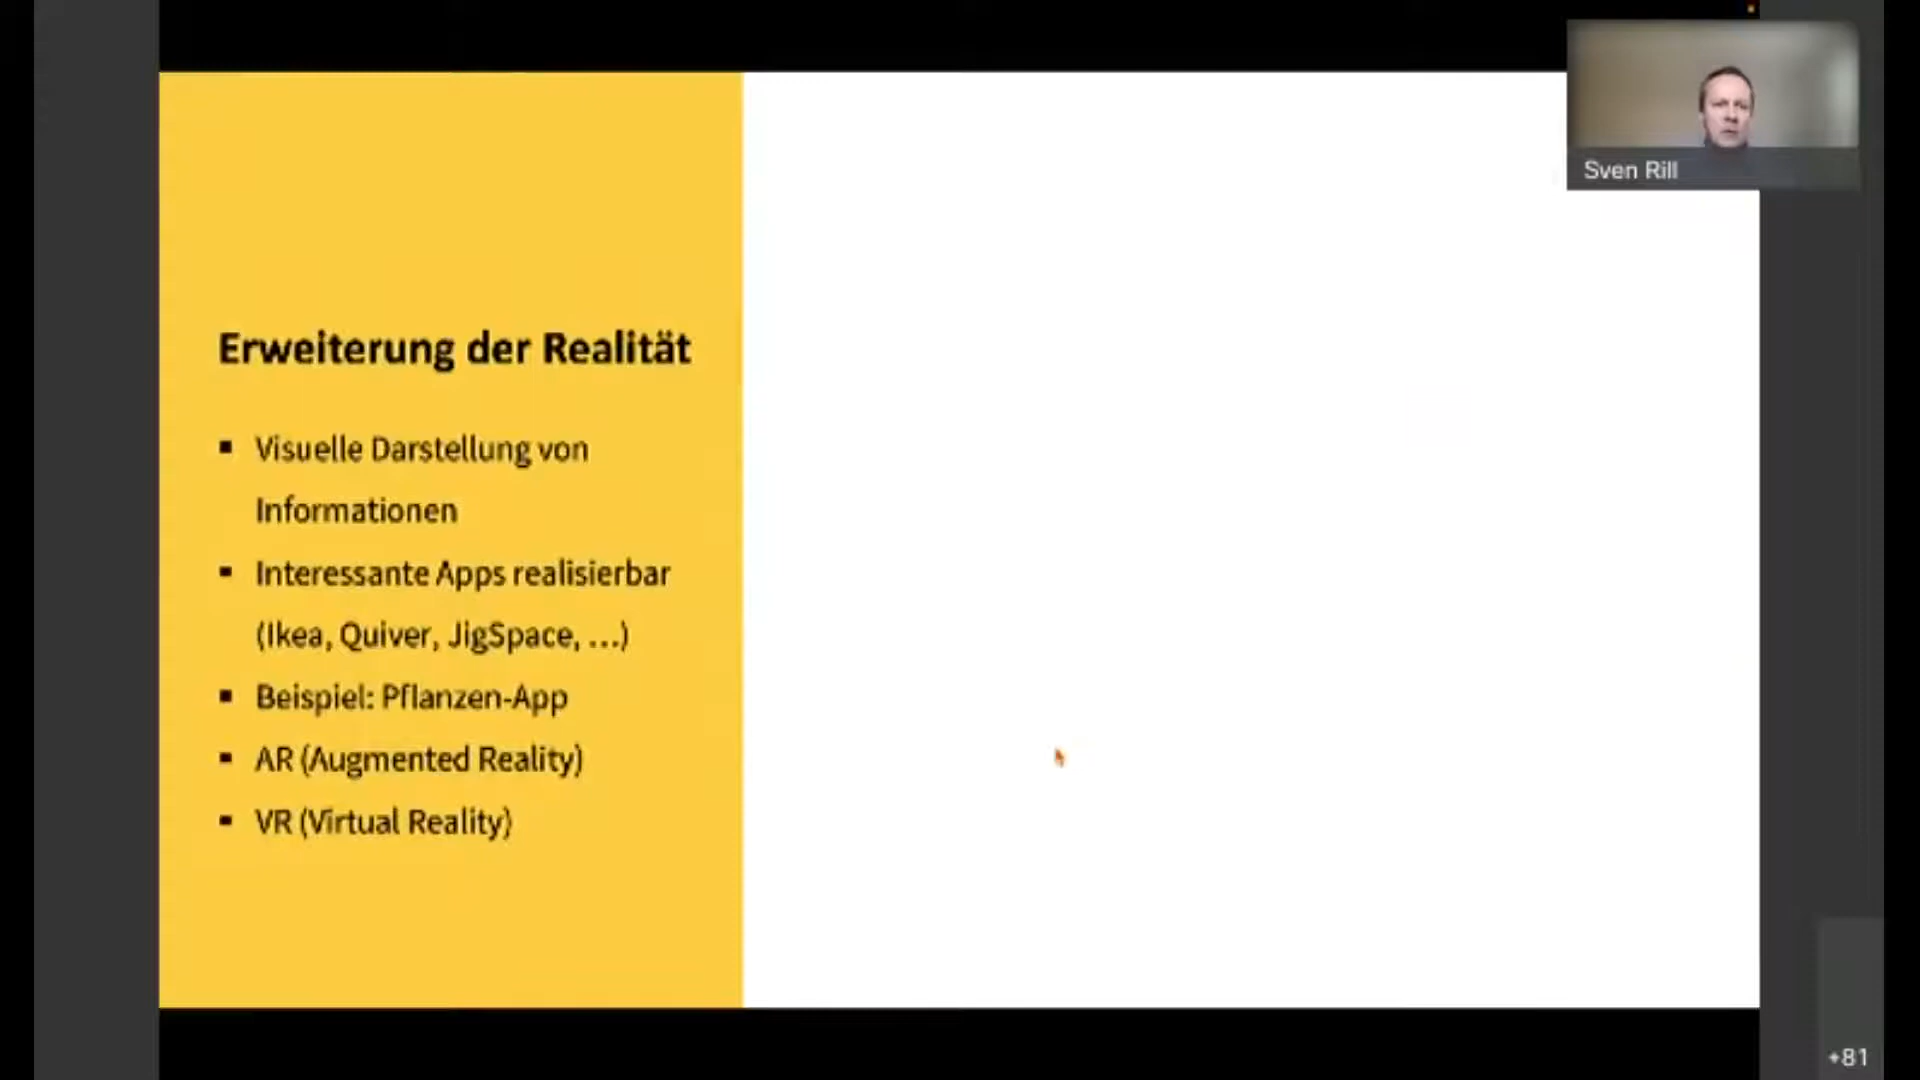 Sven Rill
Erweiterung der Realität
▪ Visuelle Darstellung von
Informationen
▪ Interessante Apps realisierbar
(Ikea, Quiver, JigSpace, …)
▪ Beispiel: Pflanzen-App
▪ AR (Augmented Reality)
▪ VR (Virtual Reality)
+81